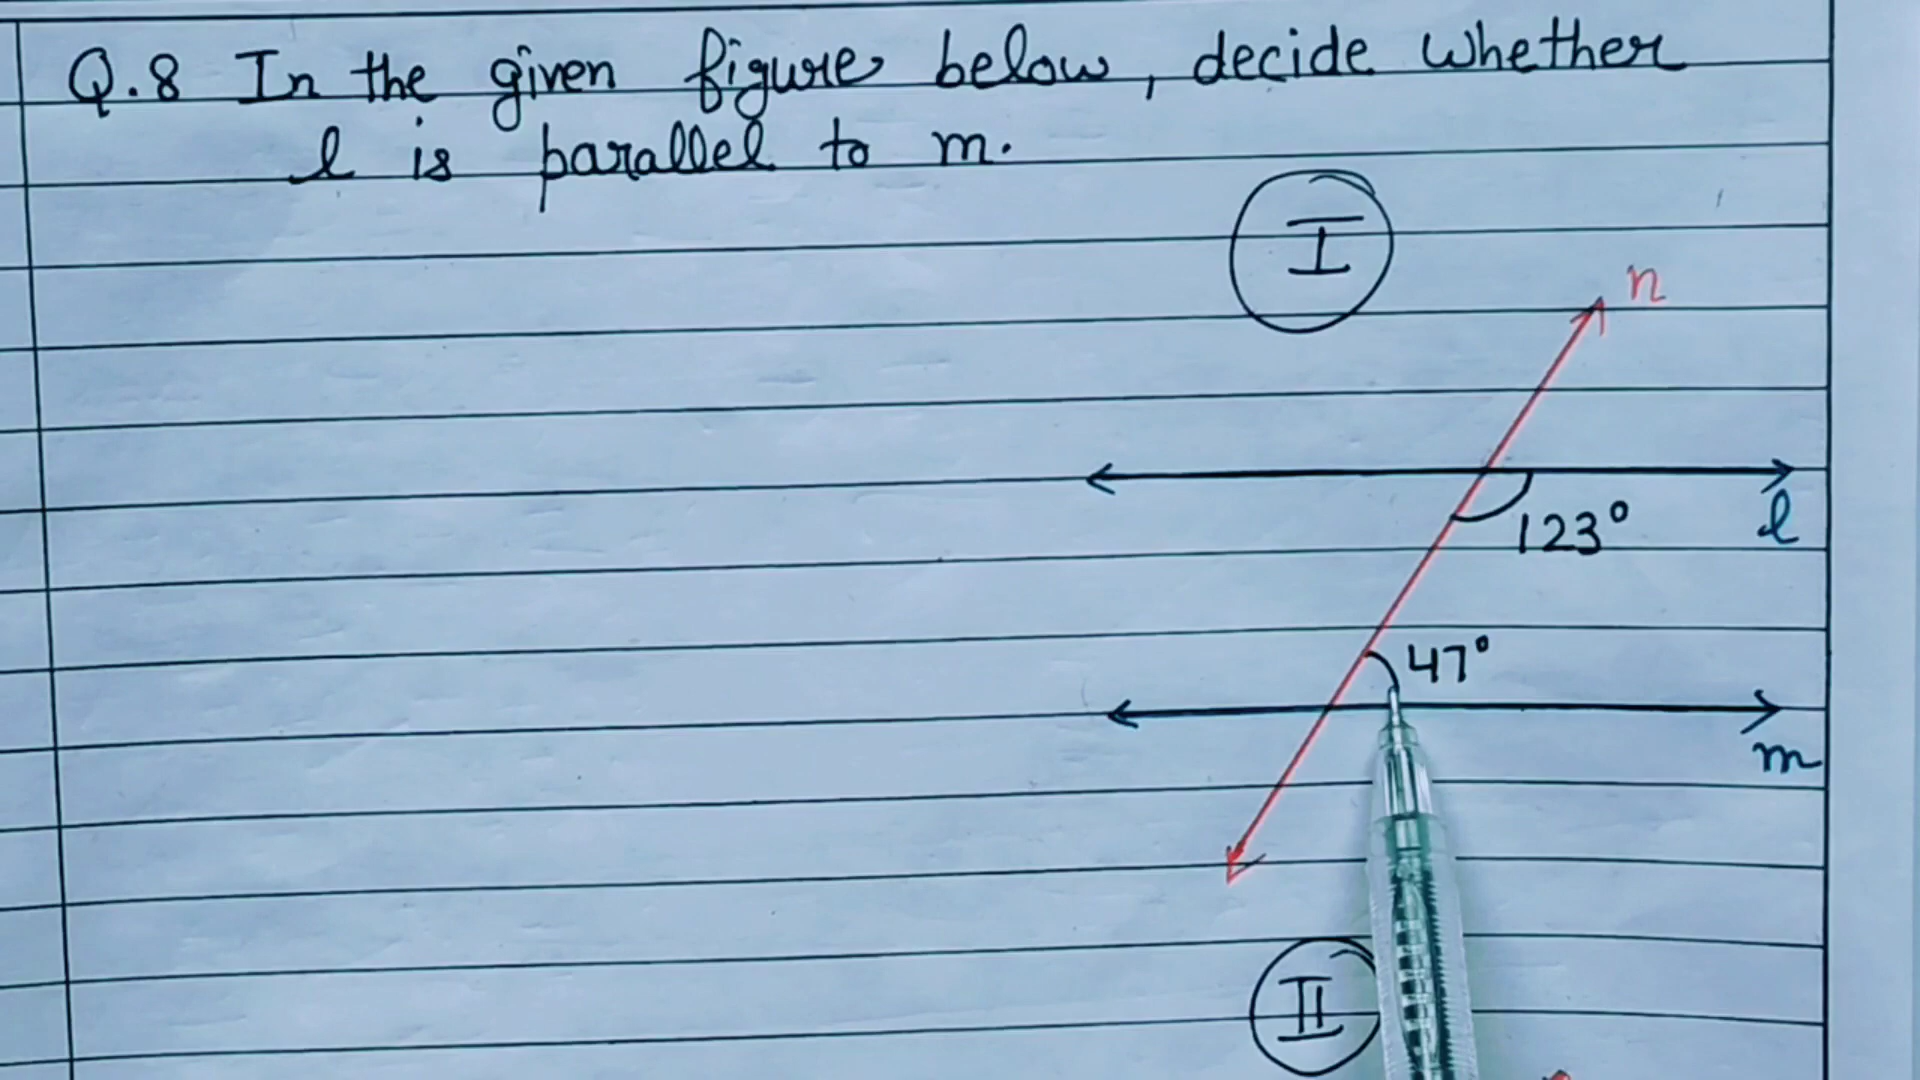 Q.8 In the given figure below, decide whether
l is parallel to m.
I
n
123°
l
47°
m
II